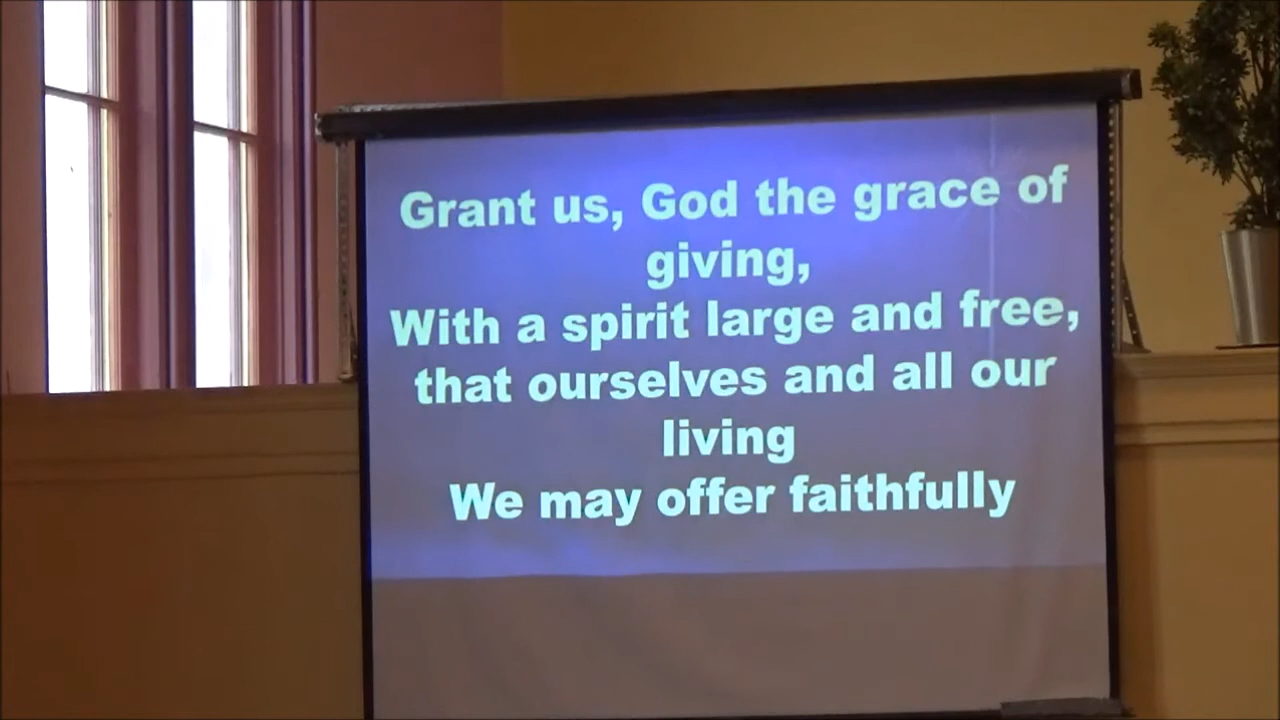 Grant us, God the grace of
giving,
With a spirit large and free,
that ourselves and all our
living
We may offer faithfully